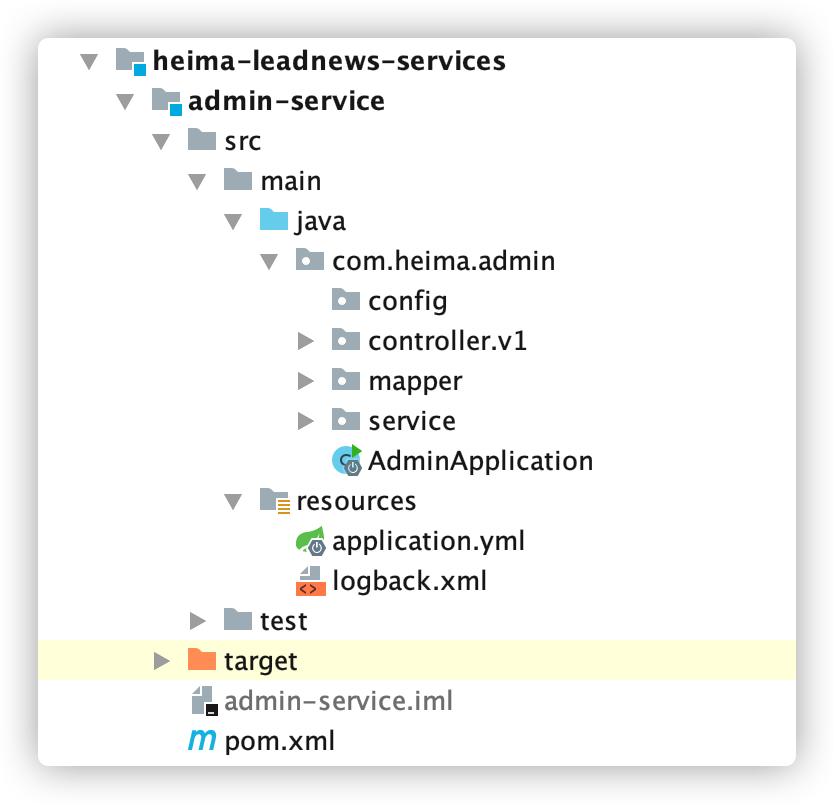 heima-leadnews-services
admin-service
src
main
java
com.heima.admin
config
controller.v1
mapper
service
AdminApplication
resources
application.yml
logback.xml
test
target
admin-service.iml
pom.xml